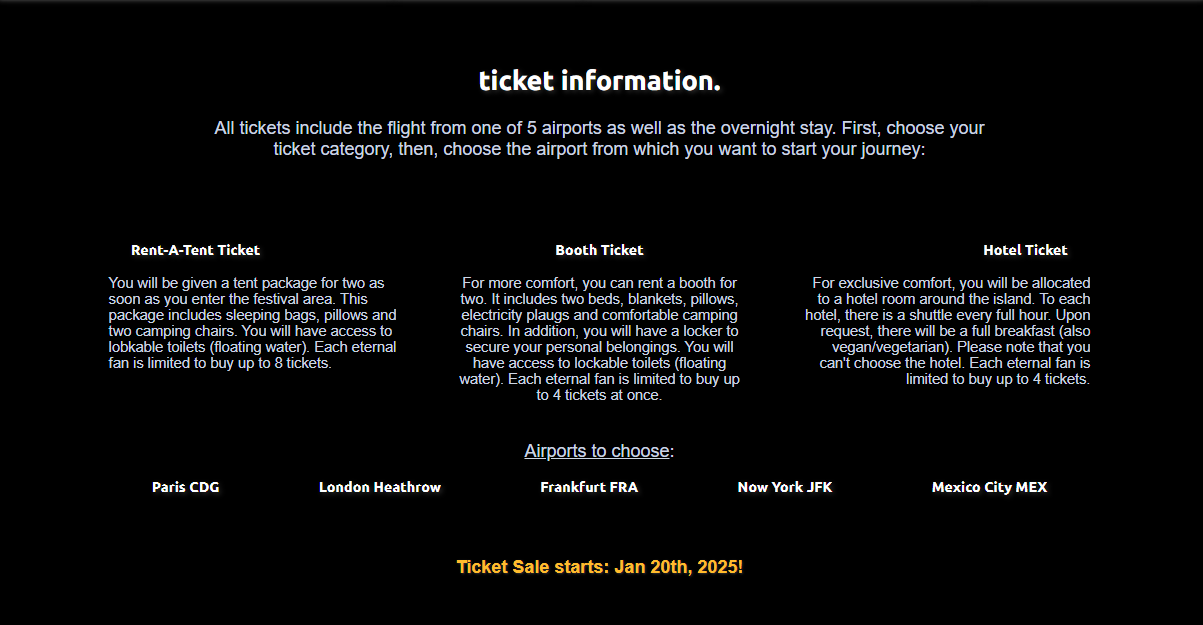 ticket information.
All tickets include the flight from one of 5 airports as well as the overnight stay. First, choose your
ticket category, then, choose the airport from which you want to start your journey:
Rent-A-Tent Ticket
You will be given a tent package for two as
soon as you enter the festival area. This
package includes sleeping bags, pillows and
two camping chairs. You will have access to
lobkable toilets (floating water). Each eternal
fan is limited to buy up to 8 tickets.
Booth Ticket
For more comfort, you can rent a booth for
two. It includes two beds, blankets, pillows,
electricity plaugs and comfortable camping
chairs. In addition, you will have a locker to
secure your personal belongings. You will
have access to lockable toilets (floating
water). Each eternal fan is limited to buy up
to 4 tickets at once.
Hotel Ticket
For exclusive comfort, you will be allocated
to a hotel room around the island. To each
hotel, there is a shuttle every full hour. Upon
request, there will be a full breakfast (also
vegan/vegetarian). Please note that you
can't choose the hotel. Each eternal fan is
limited to buy up to 4 tickets.
Airports to choose:
Paris CDG
London Heathrow
Frankfurt FRA
Now York JFK
Mexico City MEX
Ticket Sale starts: Jan 20th, 2025!